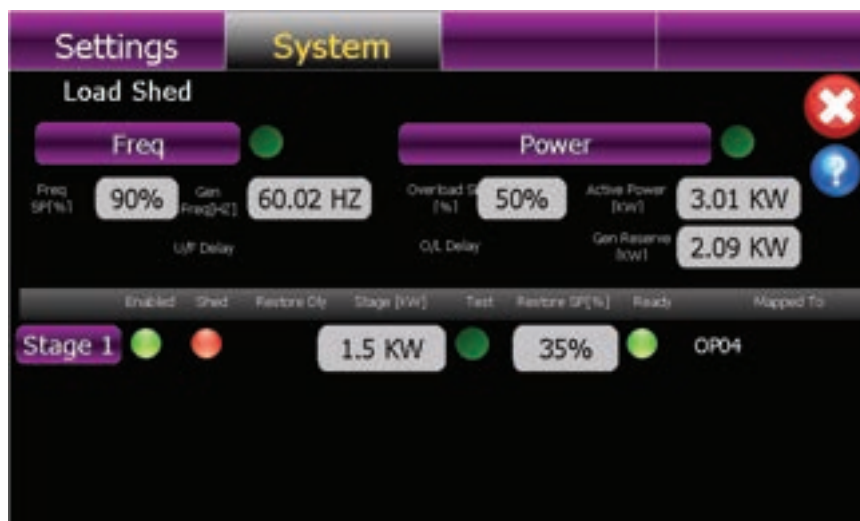 Settings System
Load Shed
Freq Power
Freq SP[%] 90% Gen Freq[HZ] 60.02 HZ Overload [%] 50% Active Power [KW] 3.01 KW
U/F Delay O/L Delay Gen Reserve [KW] 2.09 KW
Enabled Shed Restore Dly Stage [KW] Test Restore SP[%] Ready Mapped To
Stage 1 1.5 KW 35% OP04